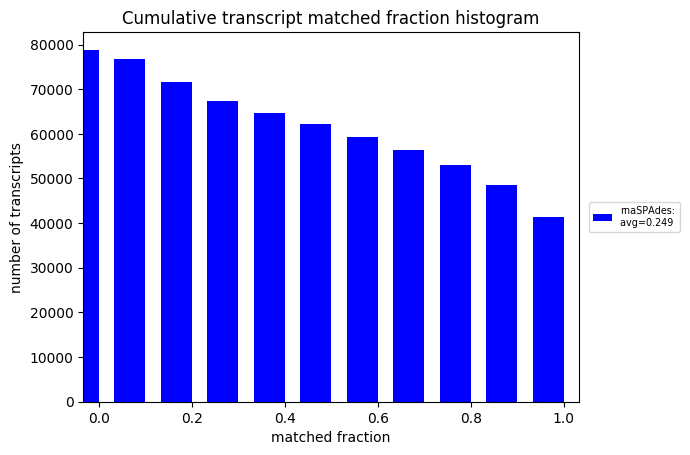 Cumulative transcript matched fraction histogram
number of transcripts
80000
70000
60000
50000
40000
30000
20000
10000
0
0.0 0.2 0.4 0.6 0.8 1.0
matched fraction
rnaSPAdes:
avg=0.249